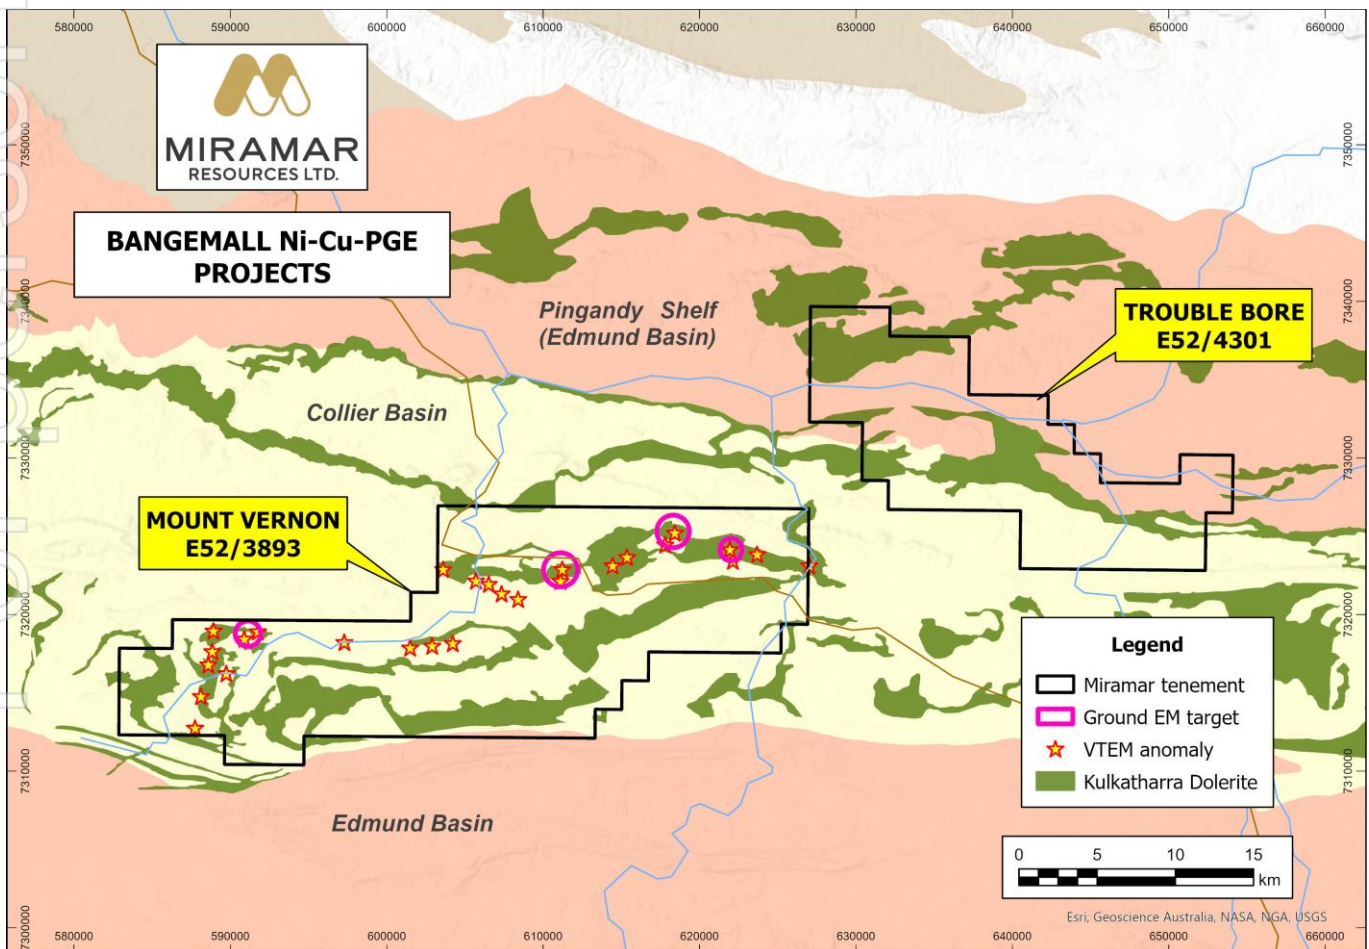 580000
590000
600000
610000
620000
630000
640000
650000
660000
MIRAMAR
RESOURCES LTD.
BANGEMALL Ni-Cu-PGE
PROJECTS
7350000
7350000
7340000
7340000
Pingandy Shelf
(Edmund Basin)
TROUBLE BORE
E52/4301
Collier Basin
7330000
7330000
MOUNT VERNON
E52/3893
7320000
7320000
Legend
Miramar tenement
Ground EM target
VTEM anomaly
Kulkatharra Dolerite
7310000
7310000
Edmund Basin
0 5 10 15
km
Esri, Geoscience Australia, NASA, NGA, USGS
7300000
7300000
580000
590000
600000
610000
620000
630000
640000
650000
660000